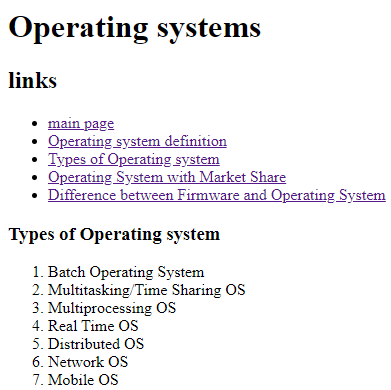 Operating systems
links
main page
Operating system definition
Types of Operating system
Operating System with Market Share
Difference between Firmware and Operating System
Types of Operating system
1. Batch Operating System
2. Multitasking/Time Sharing OS
3. Multiprocessing OS
4. Real Time OS
5. Distributed OS
6. Network OS
7. Mobile OS